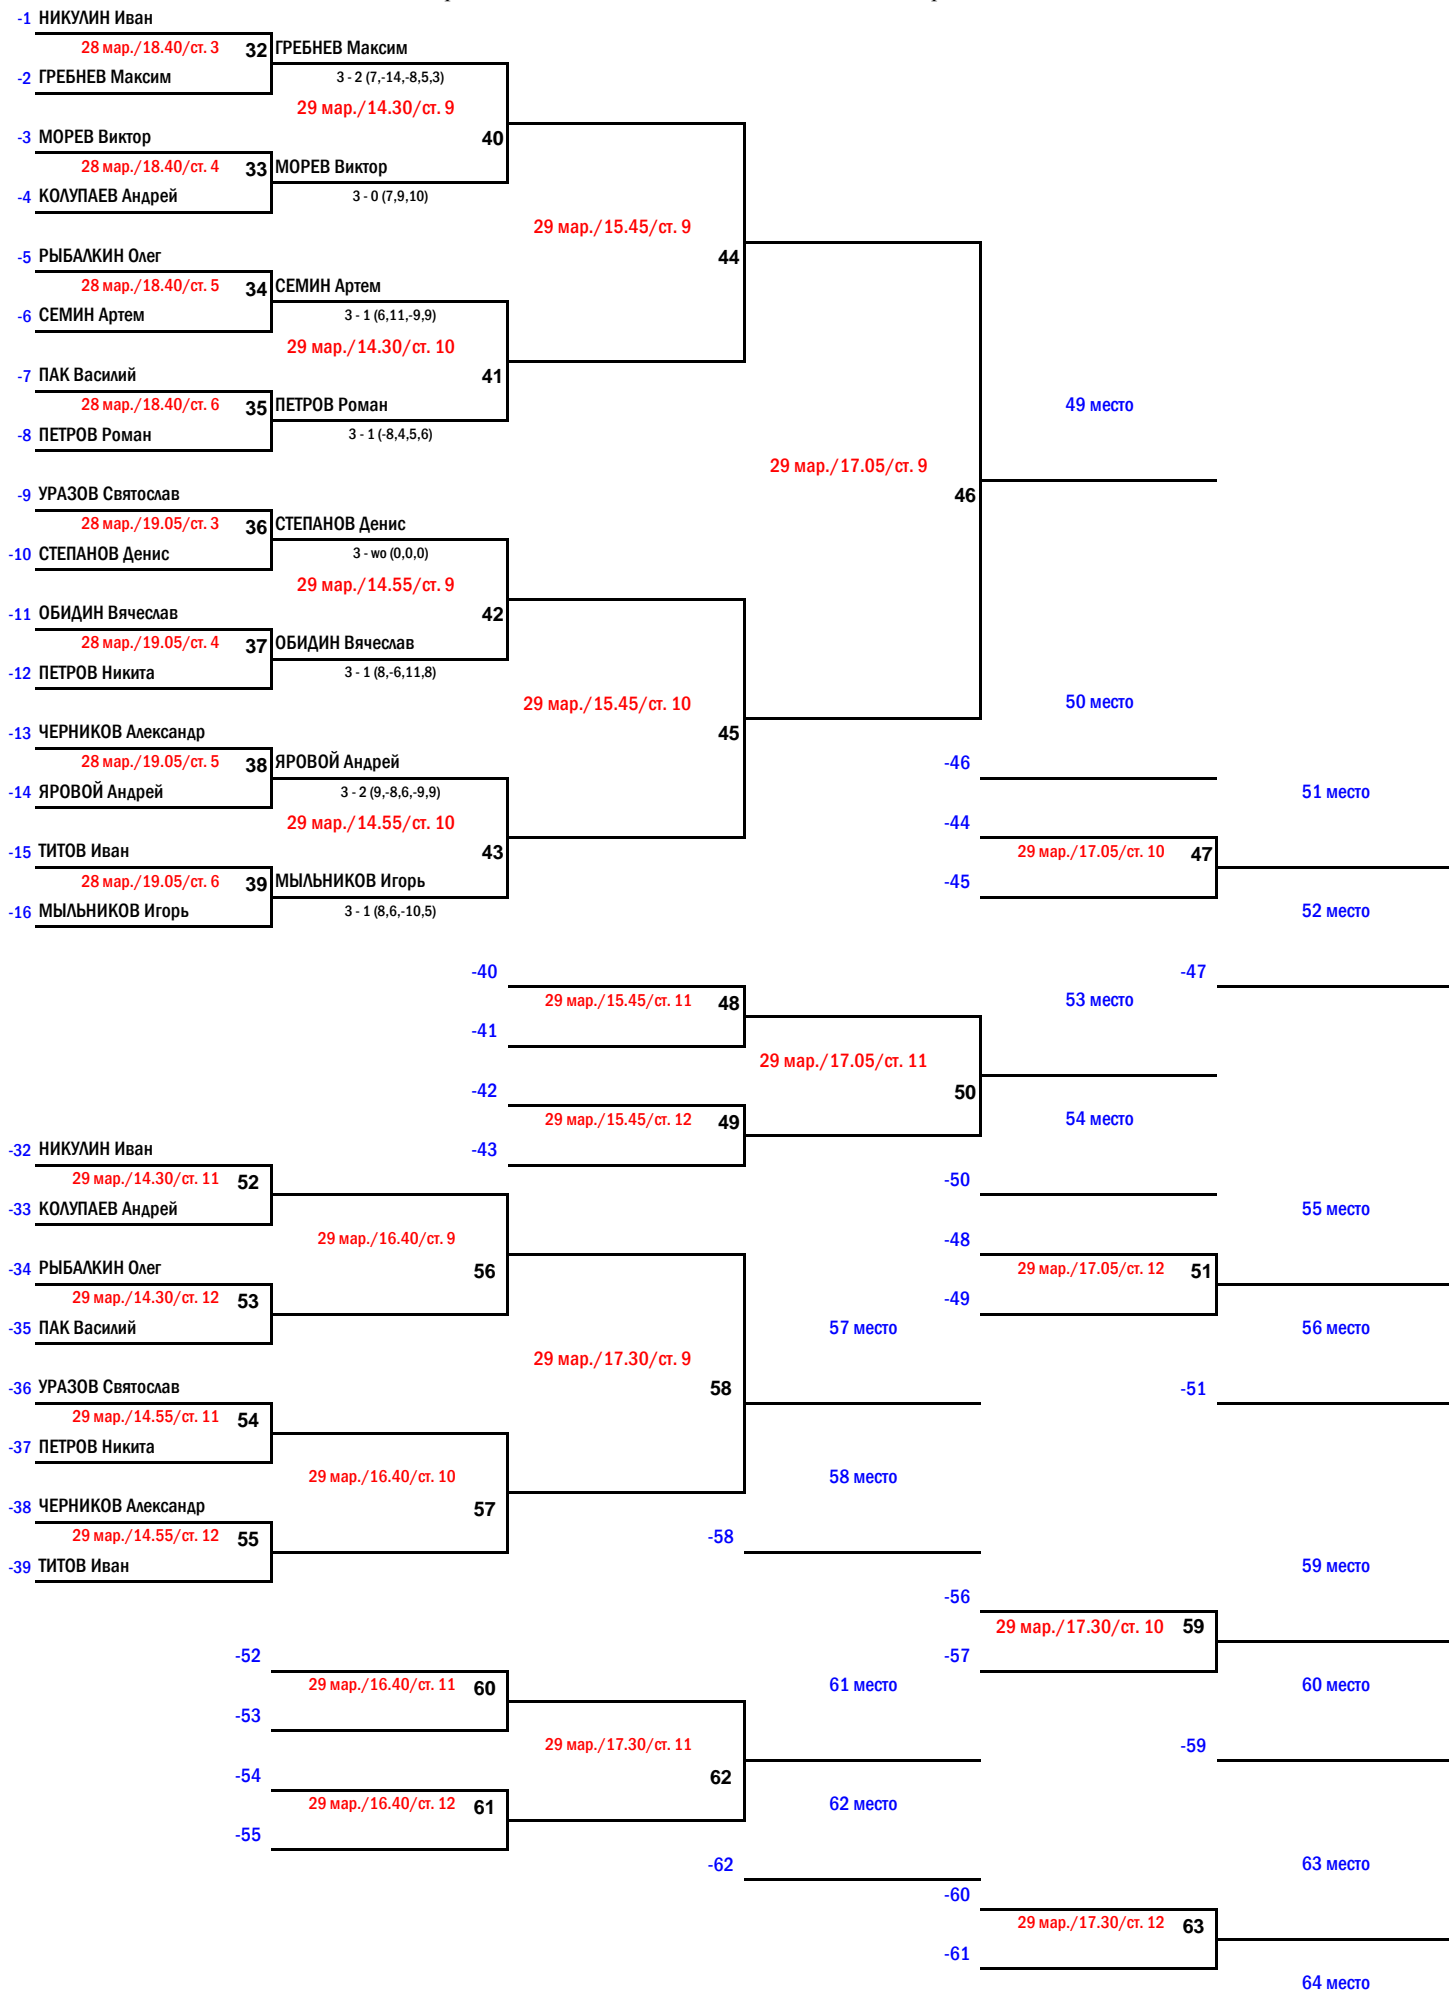 -1 НИКУЛИН Иван
28 мар./18.40/ст. 3 32 ГРЕБНЕВ Максим
-2 ГРЕБНЕВ Максим 3 - 2 (7,-14,-8,5,3)
29 мар./14.30/ст. 9
-3 МОРЕВ Виктор 40
28 мар./18.40/ст. 4 33 МОРЕВ Виктор
-4 КОЛУПАЕВ Андрей 3 - 0 (7,9,10)
29 мар./15.45/ст. 9
-5 РЫБАЛКИН Олег 44
28 мар./18.40/ст. 5 34 СЕМИН Артем
-6 СЕМИН Артем 3 - 1 (6,11,-9,9)
29 мар./14.30/ст. 10
-7 ПАК Василий 41
28 мар./18.40/ст. 6 35 ПЕТРОВ Роман 49 место
-8 ПЕТРОВ Роман 3 - 1 (-8,4,5,6)
29 мар./17.05/ст. 9
-9 УРАЗОВ Святослав 46
28 мар./19.05/ст. 3 36 СТЕПАНОВ Денис
-10 СТЕПАНОВ Денис 3 - wo (0,0,0)
29 мар./14.55/ст. 9
-11 ОБИДИН Вячеслав 42
28 мар./19.05/ст. 4 37 ОБИДИН Вячеслав
-12 ПЕТРОВ Никита 3 - 1 (8,-6,11,8)
29 мар./15.45/ст. 10 50 место
-13 ЧЕРНИКОВ Александр 45
28 мар./19.05/ст. 5 38 ЯРОВОЙ Андрей -46
-14 ЯРОВОЙ Андрей 3 - 2 (9,-8,6,-9,9) 51 место
29 мар./14.55/ст. 10 -44
-15 ТИТОВ Иван 43 29 мар./17.05/ст. 10 47
28 мар./19.05/ст. 6 39 МЫЛЬНИКОВ Игорь -45
-16 МЫЛЬНИКОВ Игорь 3 - 1 (8,6,-10,5) 52 место
-40 -47
29 мар./15.45/ст. 11 48 53 место
-41
29 мар./17.05/ст. 11
-42 50
29 мар./15.45/ст. 12 49 54 место
-32 НИКУЛИН Иван -43
29 мар./14.30/ст. 11 52 -50
-33 КОЛУПАЕВ Андрей 55 место
29 мар./16.40/ст. 9 -48
-34 РЫБАЛКИН Олег 56 29 мар./17.05/ст. 12 51
29 мар./14.30/ст. 12 53 -49
-35 ПАК Василий 57 место 56 место
29 мар./17.30/ст. 9
-36 УРАЗОВ Святослав 58 -51
29 мар./14.55/ст. 11 54
-37 ПЕТРОВ Никита
29 мар./16.40/ст. 10 58 место
-38 ЧЕРНИКОВ Александр 57
29 мар./14.55/ст. 12 55 -58
-39 ТИТОВ Иван 59 место
-56
29 мар./17.30/ст. 10 59
-52 -57
29 мар./16.40/ст. 11 60 61 место 60 место
-53
29 мар./17.30/ст. 11 -59
-54 62
29 мар./16.40/ст. 12 61 62 место
-55
-62 63 место
-60
29 мар./17.30/ст. 12 63
-61
64 место